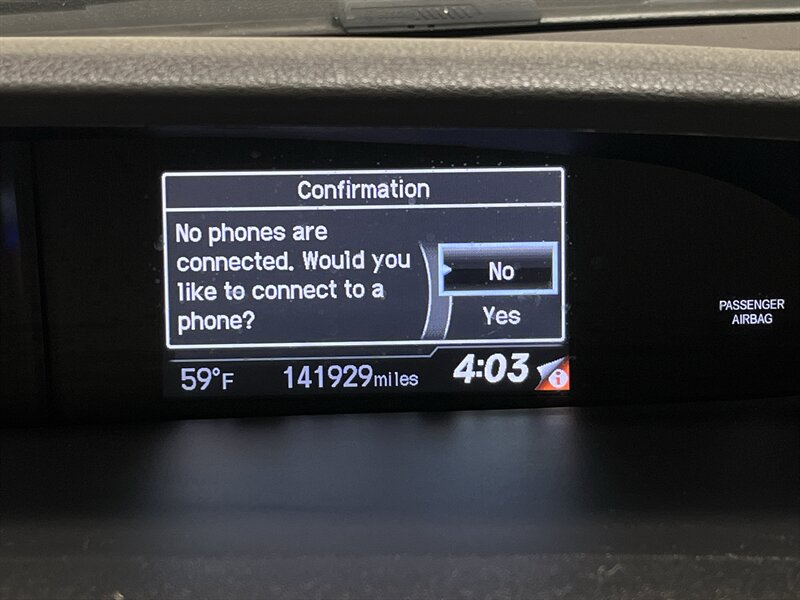 Confirmation
No phones are
connected. Would you
like to connect to a
phone?
No
Yes
59°F 141929miles 4:03 i
PASSENGER
AIRBAG